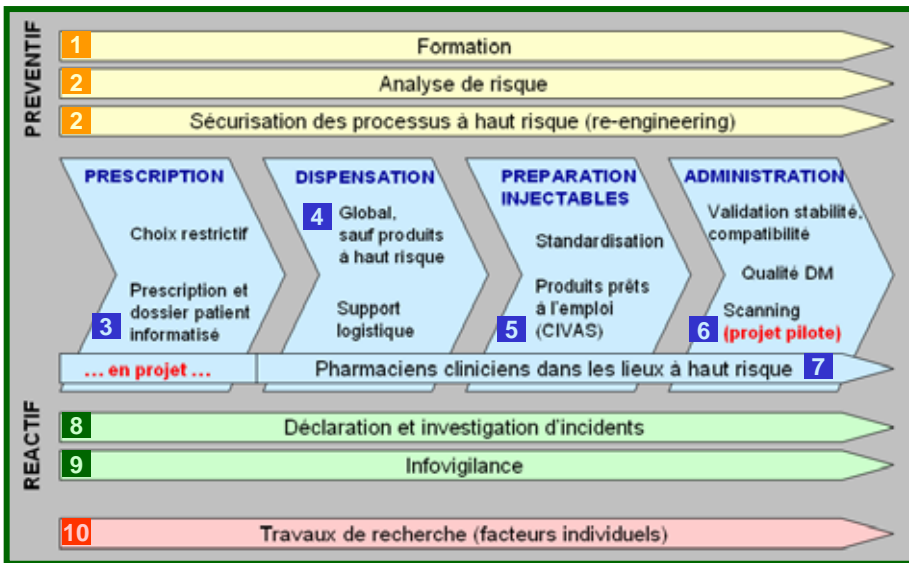 PREVENTIF
1 Formation
2 Analyse de risque
2 Sécurisation des processus à haut risque (re-engineering)
PRESCRIPTION
Choix restrictif
Prescription et
dossier patient
3 informatisé
DISPENSATION
4 Global,
sauf produits
à haut risque
Support
logistique
PREPARATION
INJECTABLES
Standardisation
Produits prêts
à l'emploi
5 (CIVAS)
ADMINISTRATION
Validation stabilité,
compatibilité
Qualité DM
Scanning
6 (projet pilote)
... en projet ...
Pharmaciens cliniciens dans les lieux à haut risque 7
REACTIF
8 Déclaration et investigation d'incidents
9 Infovigilance
10 Travaux de recherche (facteurs individuels)